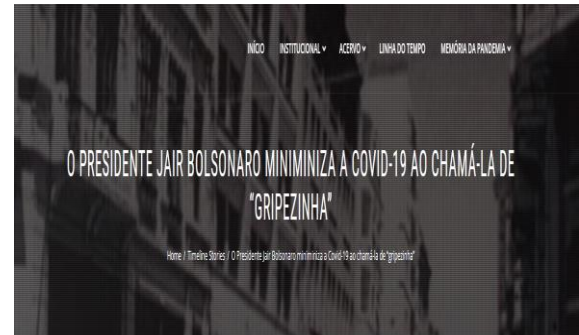 INÍCIO INSTITUCIONAL ACERVO LINHA DO TEMPO MEMÓRIA DA PANDEMIA
O PRESIDENTE JAIR BOLSONARO MINIMINIZA A COVID-19 AO CHAMÁ-LA DE
“GRIPEZINHA”
Home / Timeline Stories / O Presidente Jair Bolsonaro miniminiza a Covid-19 ao chamá-la de “gripezinha”